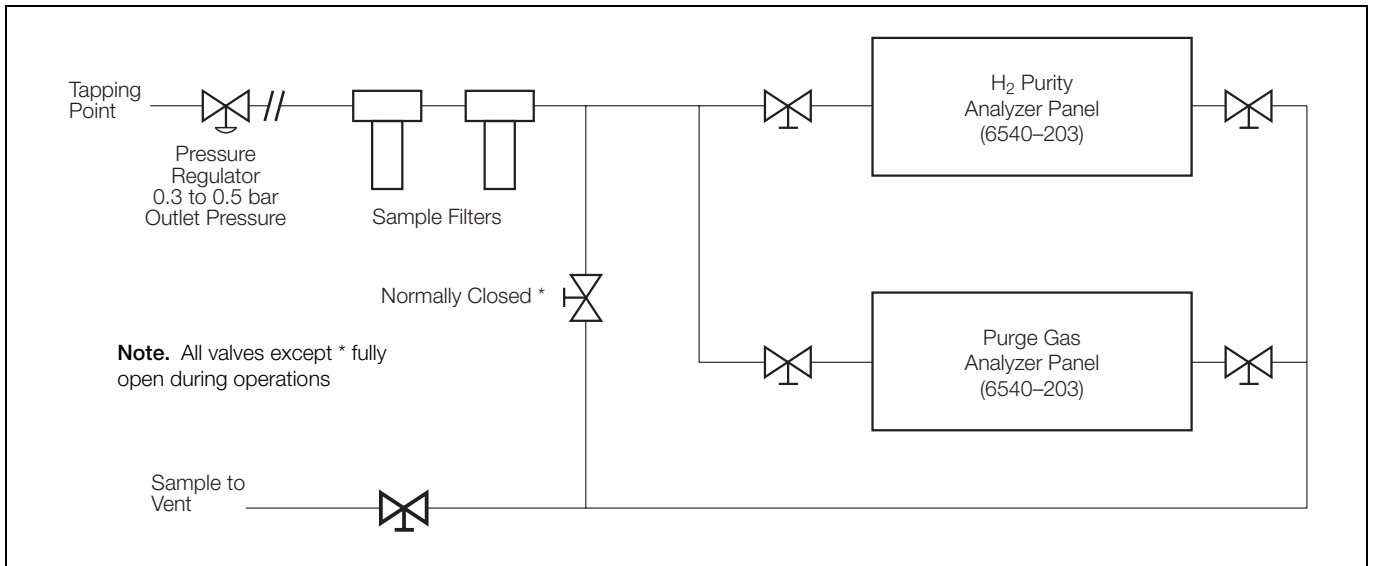 Tapping
Point
Pressure
Regulator
0.3 to 0.5 bar
Outlet Pressure
Sample Filters
H₂ Purity
Analyzer Panel
(6540–203)
Normally Closed *
Note. All valves except * fully
open during operations
Purge Gas
Analyzer Panel
(6540–203)
Sample to
Vent